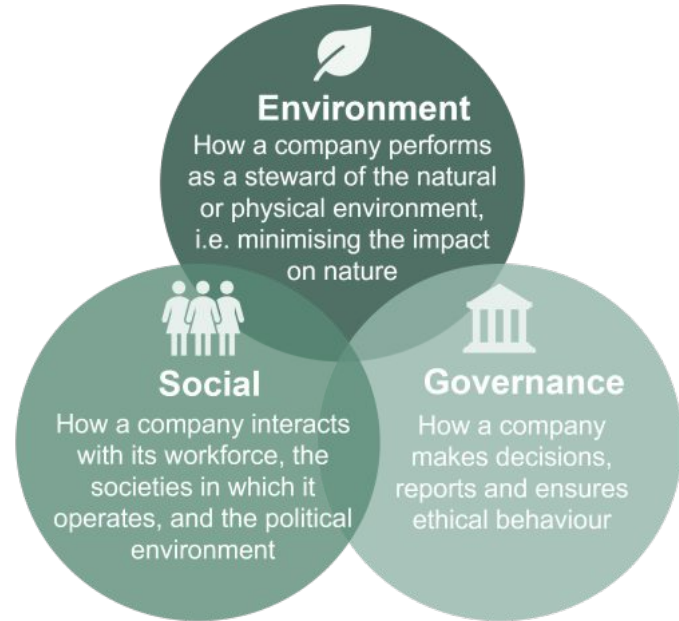 Environment
How a company performs
as a steward of the natural
or physical environment,
i.e. minimising the impact
on nature
Social
How a company interacts
with its workforce, the
societies in which it
operates, and the political
environment
Governance
How a company
makes decisions,
reports and ensures
ethical behaviour